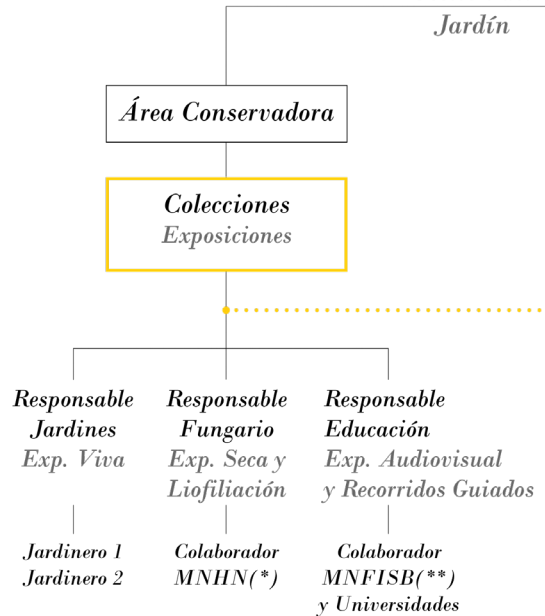 Jardín
Área Conservadora
Colecciones
Exposiciones
Responsable
Jardines
Exp. Viva
Responsable
Fungario
Exp. Seca y
Liofiliación
Responsable
Educación
Exp. Audiovisual
y Recorridos Guiados
Jardinero 1
Jardinero 2
Colaborador
MNHN(*)
Colaborador
MNFISB(**)
y Universidades